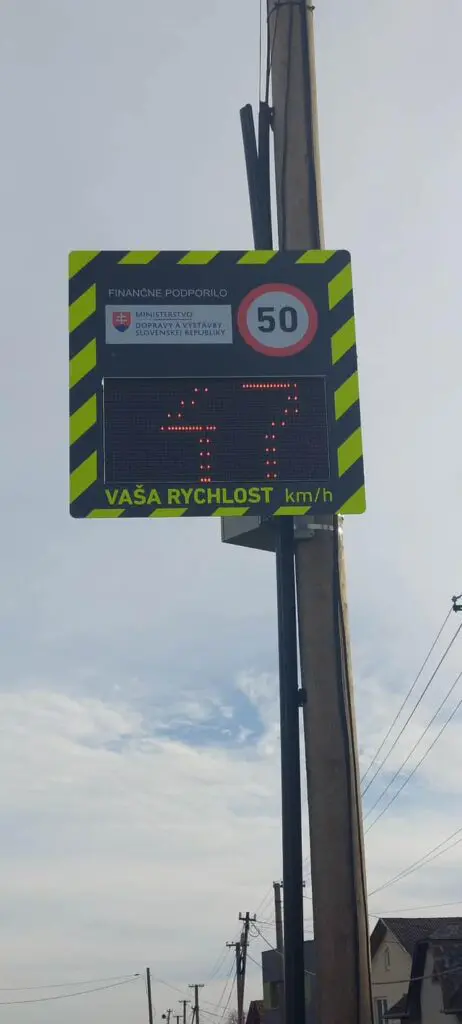 FINANČNE PODPORILO
MINISTERSTVO
DOPRAVY A VÝSTAVBY
SLOVENSKEJ REPUBLIKY
50
47
VAŠA RYCHLOST km/h